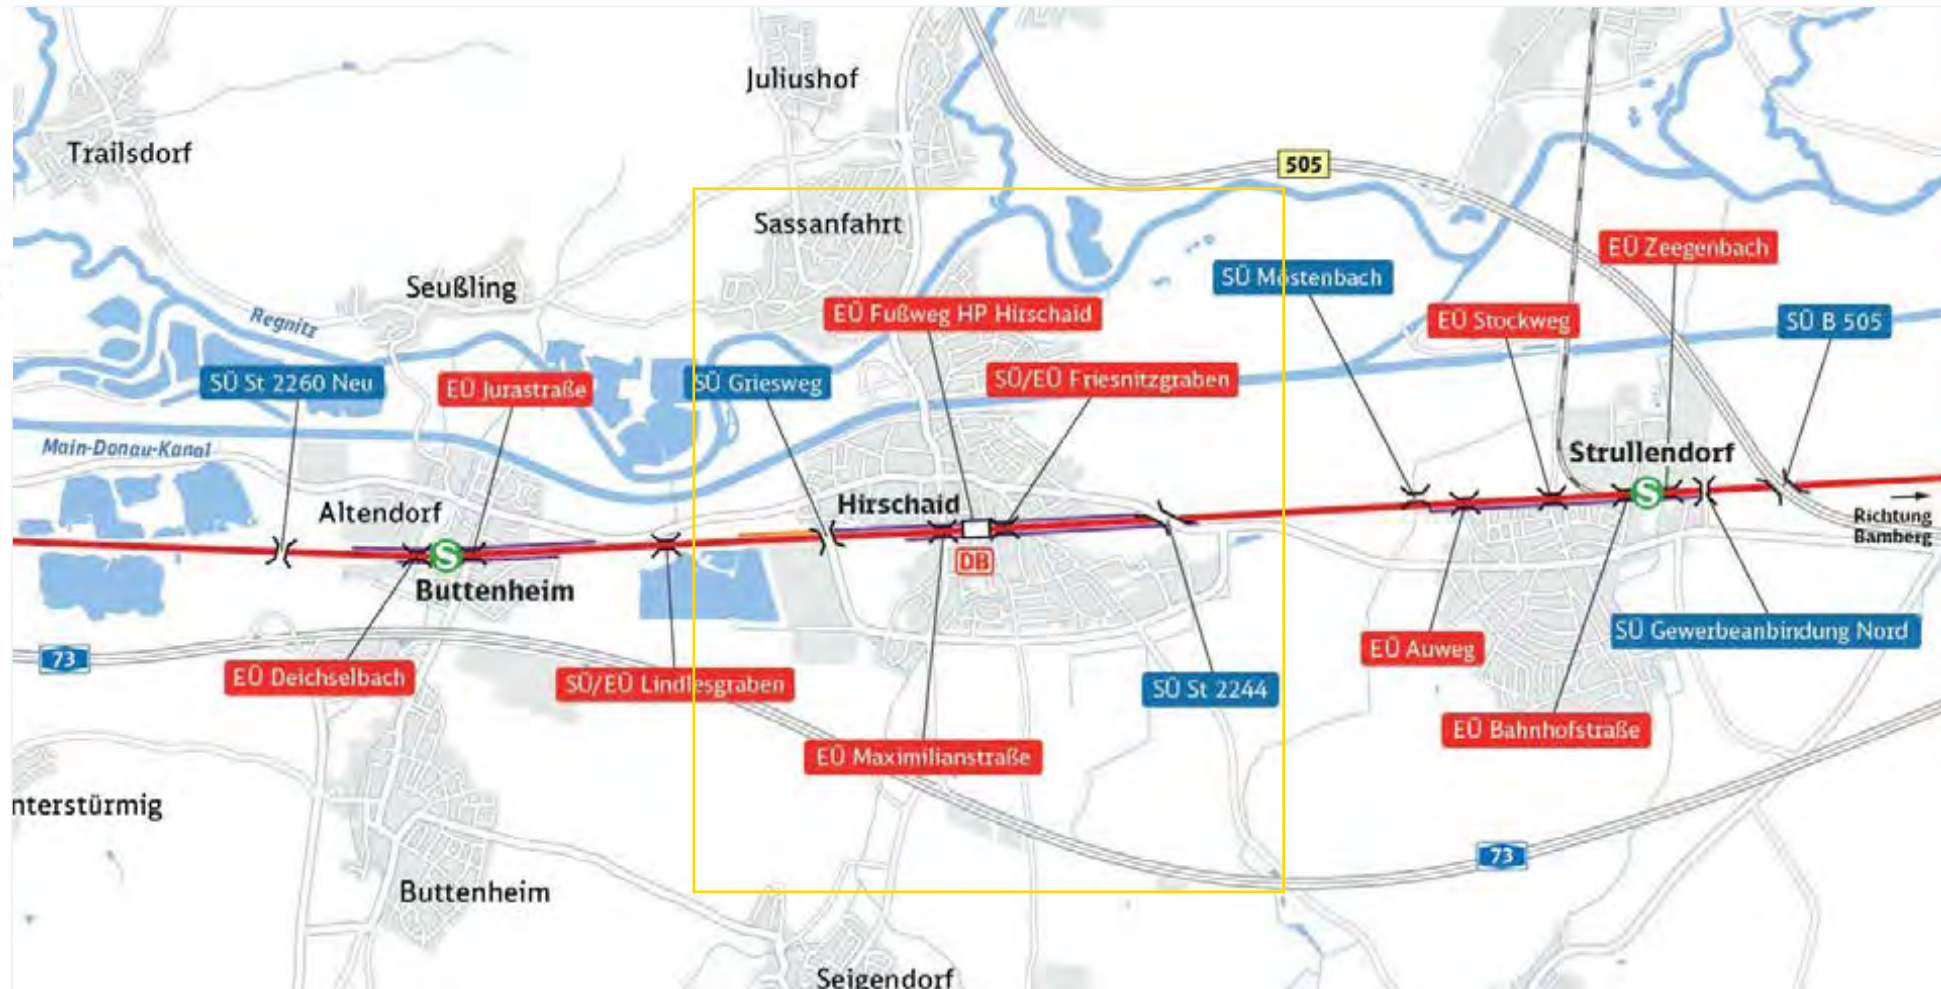 Juliushof
Trailsdorf
505
Sassanfahrt
EÜ Zeegenbach
Seußling
SÜ Möstenbach
Regnitz
EÜ Fußweg HP Hirschaid
EÜ Stockweg
SÜ B 505
SÜ St 2260 Neu
EÜ Jurastraße
SÜ Griesweg
SÜ/EÜ Friesnitzgraben
Main-Donau-Kanal
Strullendorf
S
Altendorf
Hirschaid
Richtung
Bamberg
S
DB
Buttenheim
73
SÜ Gewerbeanbindung Nord
EÜ Auweg
EÜ Deichselbach
SÜ/EÜ Lindlesgraben
SÜ St 2244
EÜ Bahnhofstraße
EÜ Maximilianstraße
nterstürmig
73
Buttenheim
Seigendorf